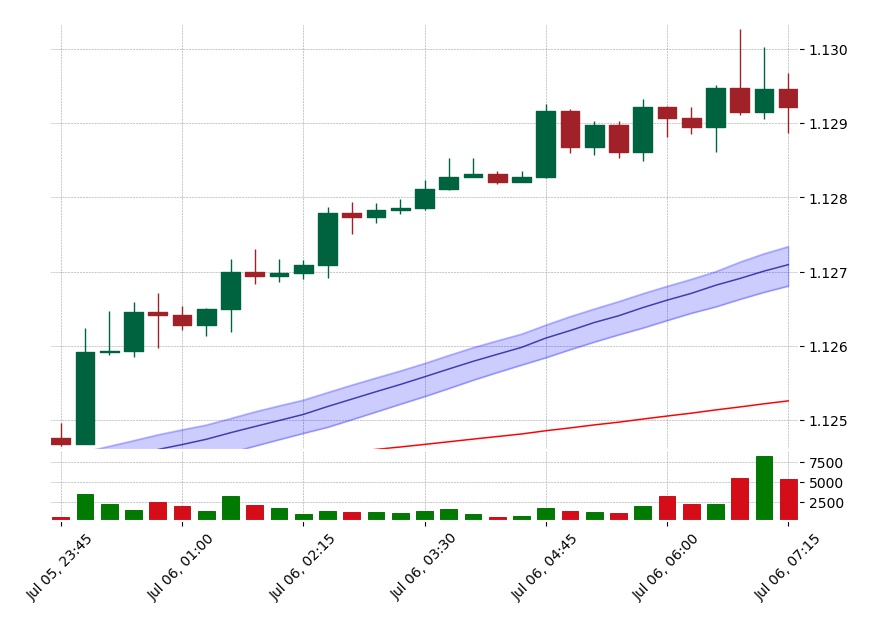 1.130
1.129
1.128
1.127
1.126
1.125
7500
5000
2500
Jul 05, 23:45
Jul 06, 01:00
Jul 06, 02:15
Jul 06, 03:30
Jul 06, 04:45
Jul 06, 06:00
Jul 06, 07:15